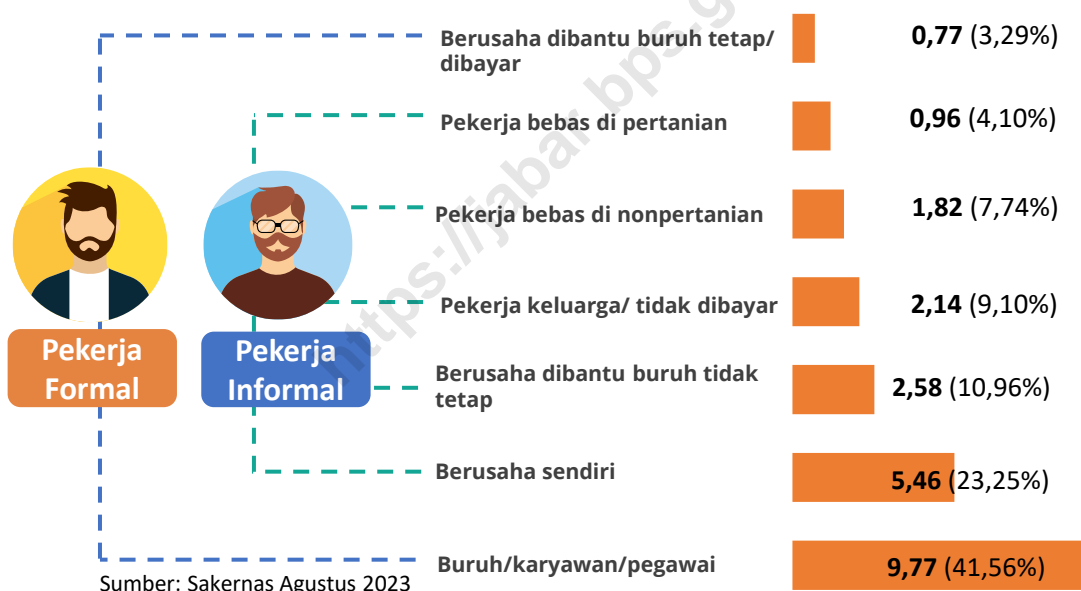 Berusaha dibantu buruh tetap/
dibayar
0,77 (3,29%)
Pekerja bebas di pertanian
0,96 (4,10%)
Pekerja bebas di nonpertanian
1,82 (7,74%)
Pekerja keluarga/ tidak dibayar
2,14 (9,10%)
Pekerja
Formal
Pekerja
Informal
Berusaha dibantu buruh tidak
tetap
2,58 (10,96%)
Berusaha sendiri
5,46 (23,25%)
Buruh/karyawan/pegawai
9,77 (41,56%)
Sumber: Sakernas Agustus 2023
https://jabar.bps.g